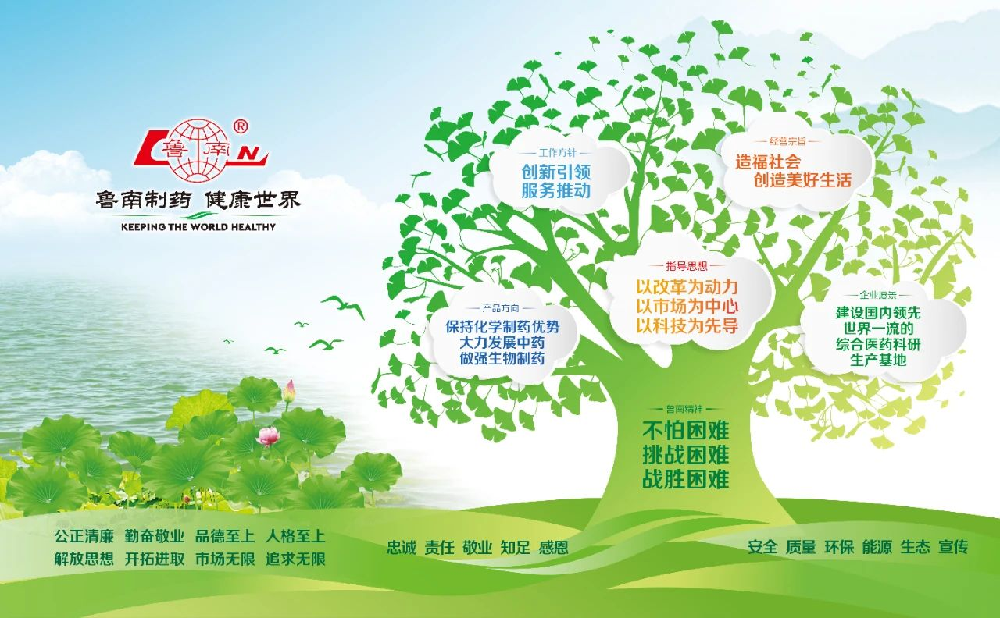 鲁南
®
LN
鲁南制药 健康世界
KEEPING THE WORLD HEALTHY
工作方针
创新引领
服务推动
经营宗旨
造福社会
创造美好生活
指导思想
以改革为动力
以市场为中心
以科技为先导
产品方向
保持化学制药优势
大力发展中药
做强生物制药
企业愿景
建设国内领先
世界一流的
综合医药科研
生产基地
鲁南精神
不怕困难
挑战困难
战胜困难
公正清廉 勤奋敬业 品德至上 人格至上
解放思想 开拓进取 市场无限 追求无限
忠诚 责任 敬业 知足 感恩
安全 质量 环保 能源 生态 宣传